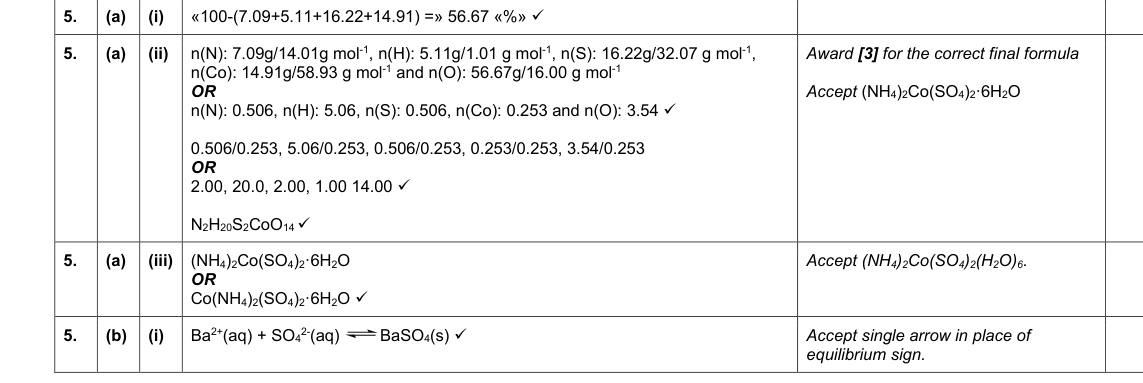 5. (a) (i) «100-(7.09+5.11+16.22+14.91) =» 56.67 «%» ✓
5. (a) (ii) n(N): 7.09g/14.01g mol⁻¹, n(H): 5.11g/1.01 g mol⁻¹, n(S): 16.22g/32.07 g mol⁻¹,
n(Co): 14.91g/58.93 g mol⁻¹ and n(O): 56.67g/16.00 g mol⁻¹
OR
n(N): 0.506, n(H): 5.06, n(S): 0.506, n(Co): 0.253 and n(O): 3.54 ✓
0.506/0.253, 5.06/0.253, 0.506/0.253, 0.253/0.253, 3.54/0.253
OR
2.00, 20.0, 2.00, 1.00 14.00 ✓
N₂H₂₀S₂CoO₁₄ ✓
Award [3] for the correct final formula
Accept (NH₄)₂Co(SO₄)₂·6H₂O
5. (a) (iii) (NH₄)₂Co(SO₄)₂·6H₂O
OR
Co(NH₄)₂(SO₄)₂·6H₂O ✓
Accept (NH₄)₂Co(SO₄)₂(H₂O)₆.
5. (b) (i) Ba²⁺(aq) + SO₄²⁻(aq) ⇌ BaSO₄(s) ✓
Accept single arrow in place of
equilibrium sign.